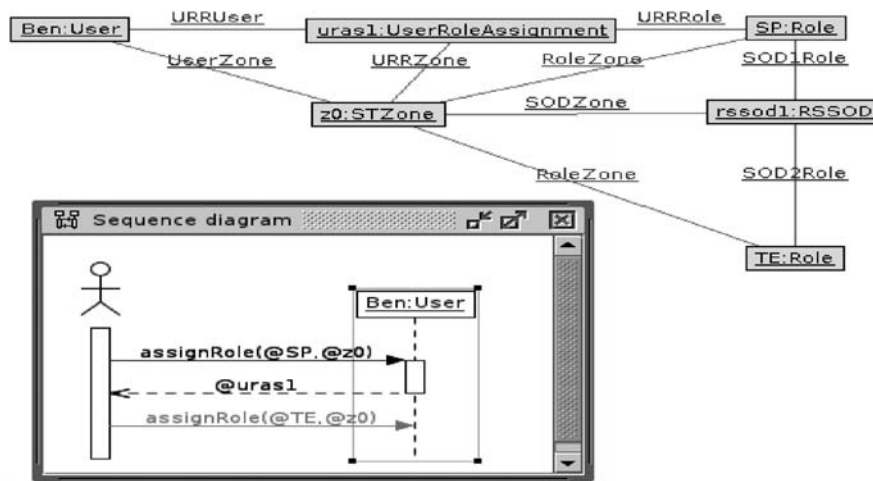 URRUser
URRRole
Ben:User
uras1:UserRoleAssignment
SP:Role
UserZone
URRZone
RoleZone
SOD1Role
SODZone
z0:STZone
rssod1:RSSOD
RoleZone
SOD2Role
Sequence diagram
TE:Role
Ben:User
assignRole(@SP,@z0)
@uras1
assignRole(@TE,@z0)